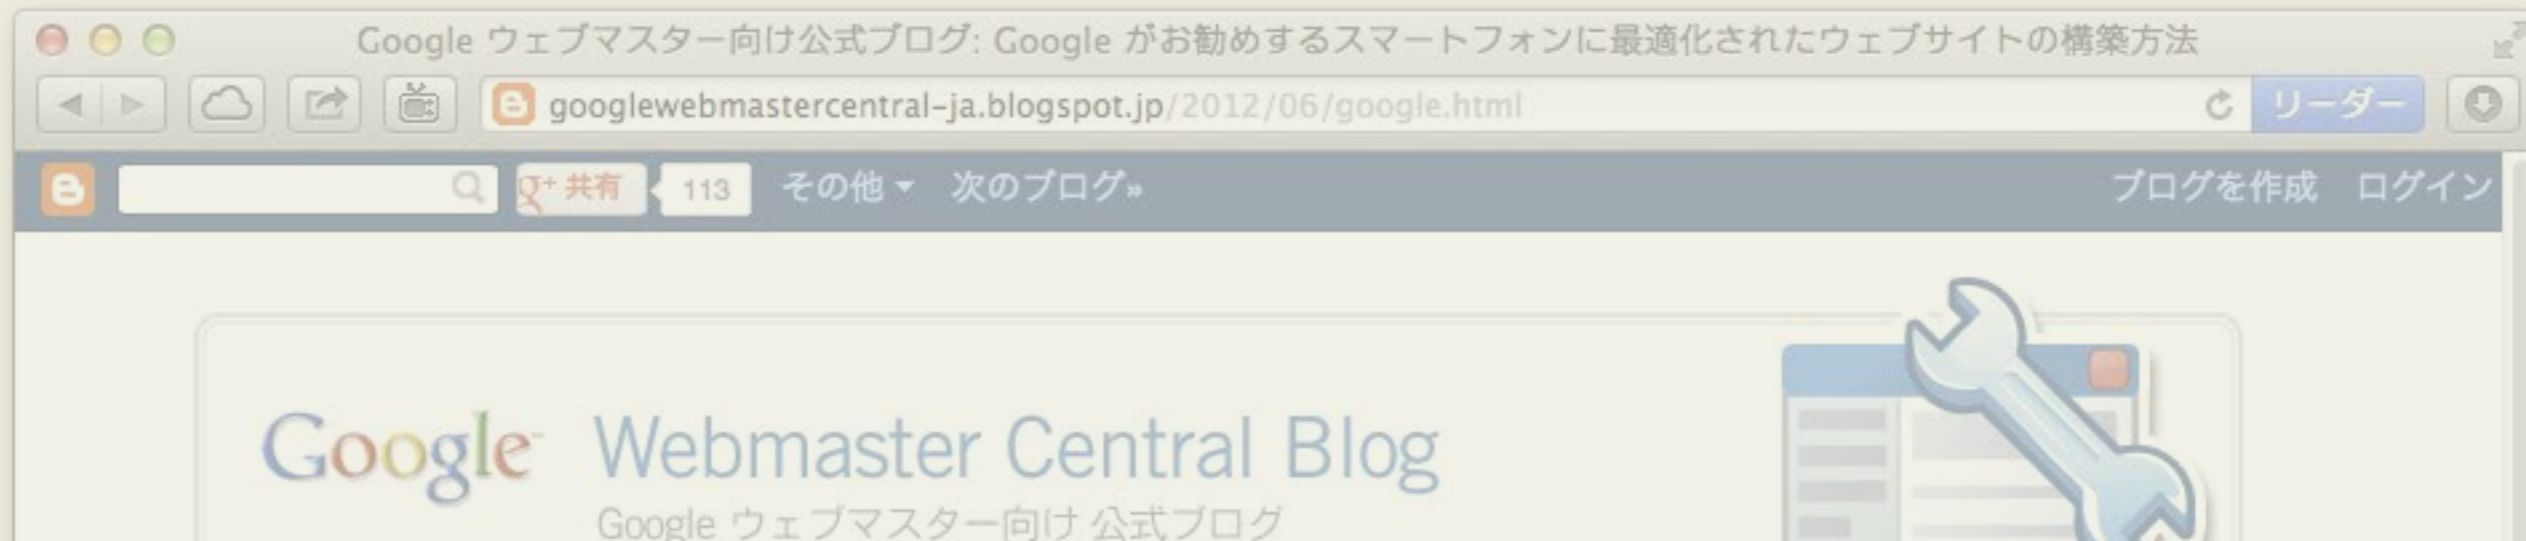 Google ウェブマスター向け公式ブログ: Google がお勧めするスマートフォンに最適化されたウェブサイトの構築方法
googlewebmastercentral-ja.blogspot.jp/2012/06/google.html リーダー
g+ 共有 113 その他 次のブログ» ブログを作成 ログイン
Google Webmaster Central Blog
Google ウェブマスター向け 公式ブログ